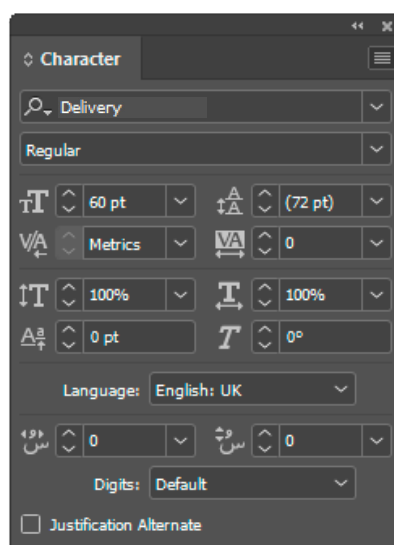 Character
Delivery
Regular
60 pt (72 pt)
Metrics 0
100% 100%
0 pt 0°
Language: English: UK
0 0
Digits: Default
Justification Alternate